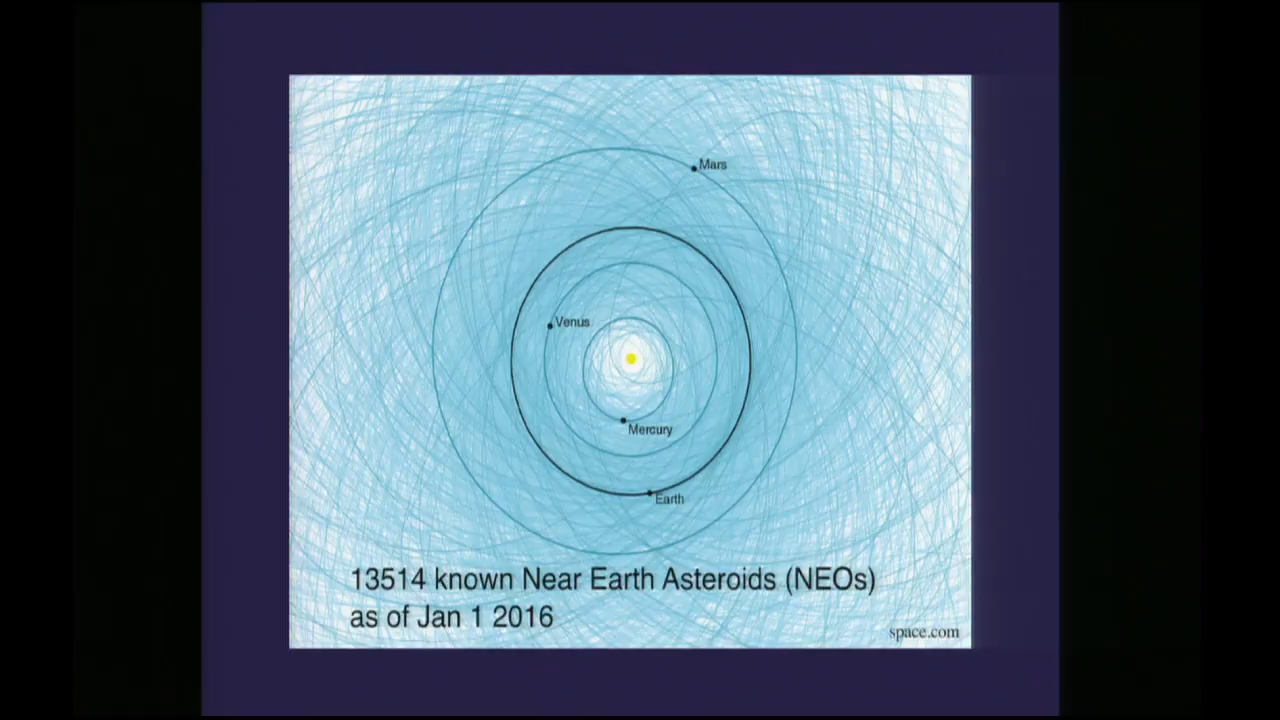 Mars
Venus
Mercury
Earth
13514 known Near Earth Asteroids (NEOs)
as of Jan 1 2016
space.com